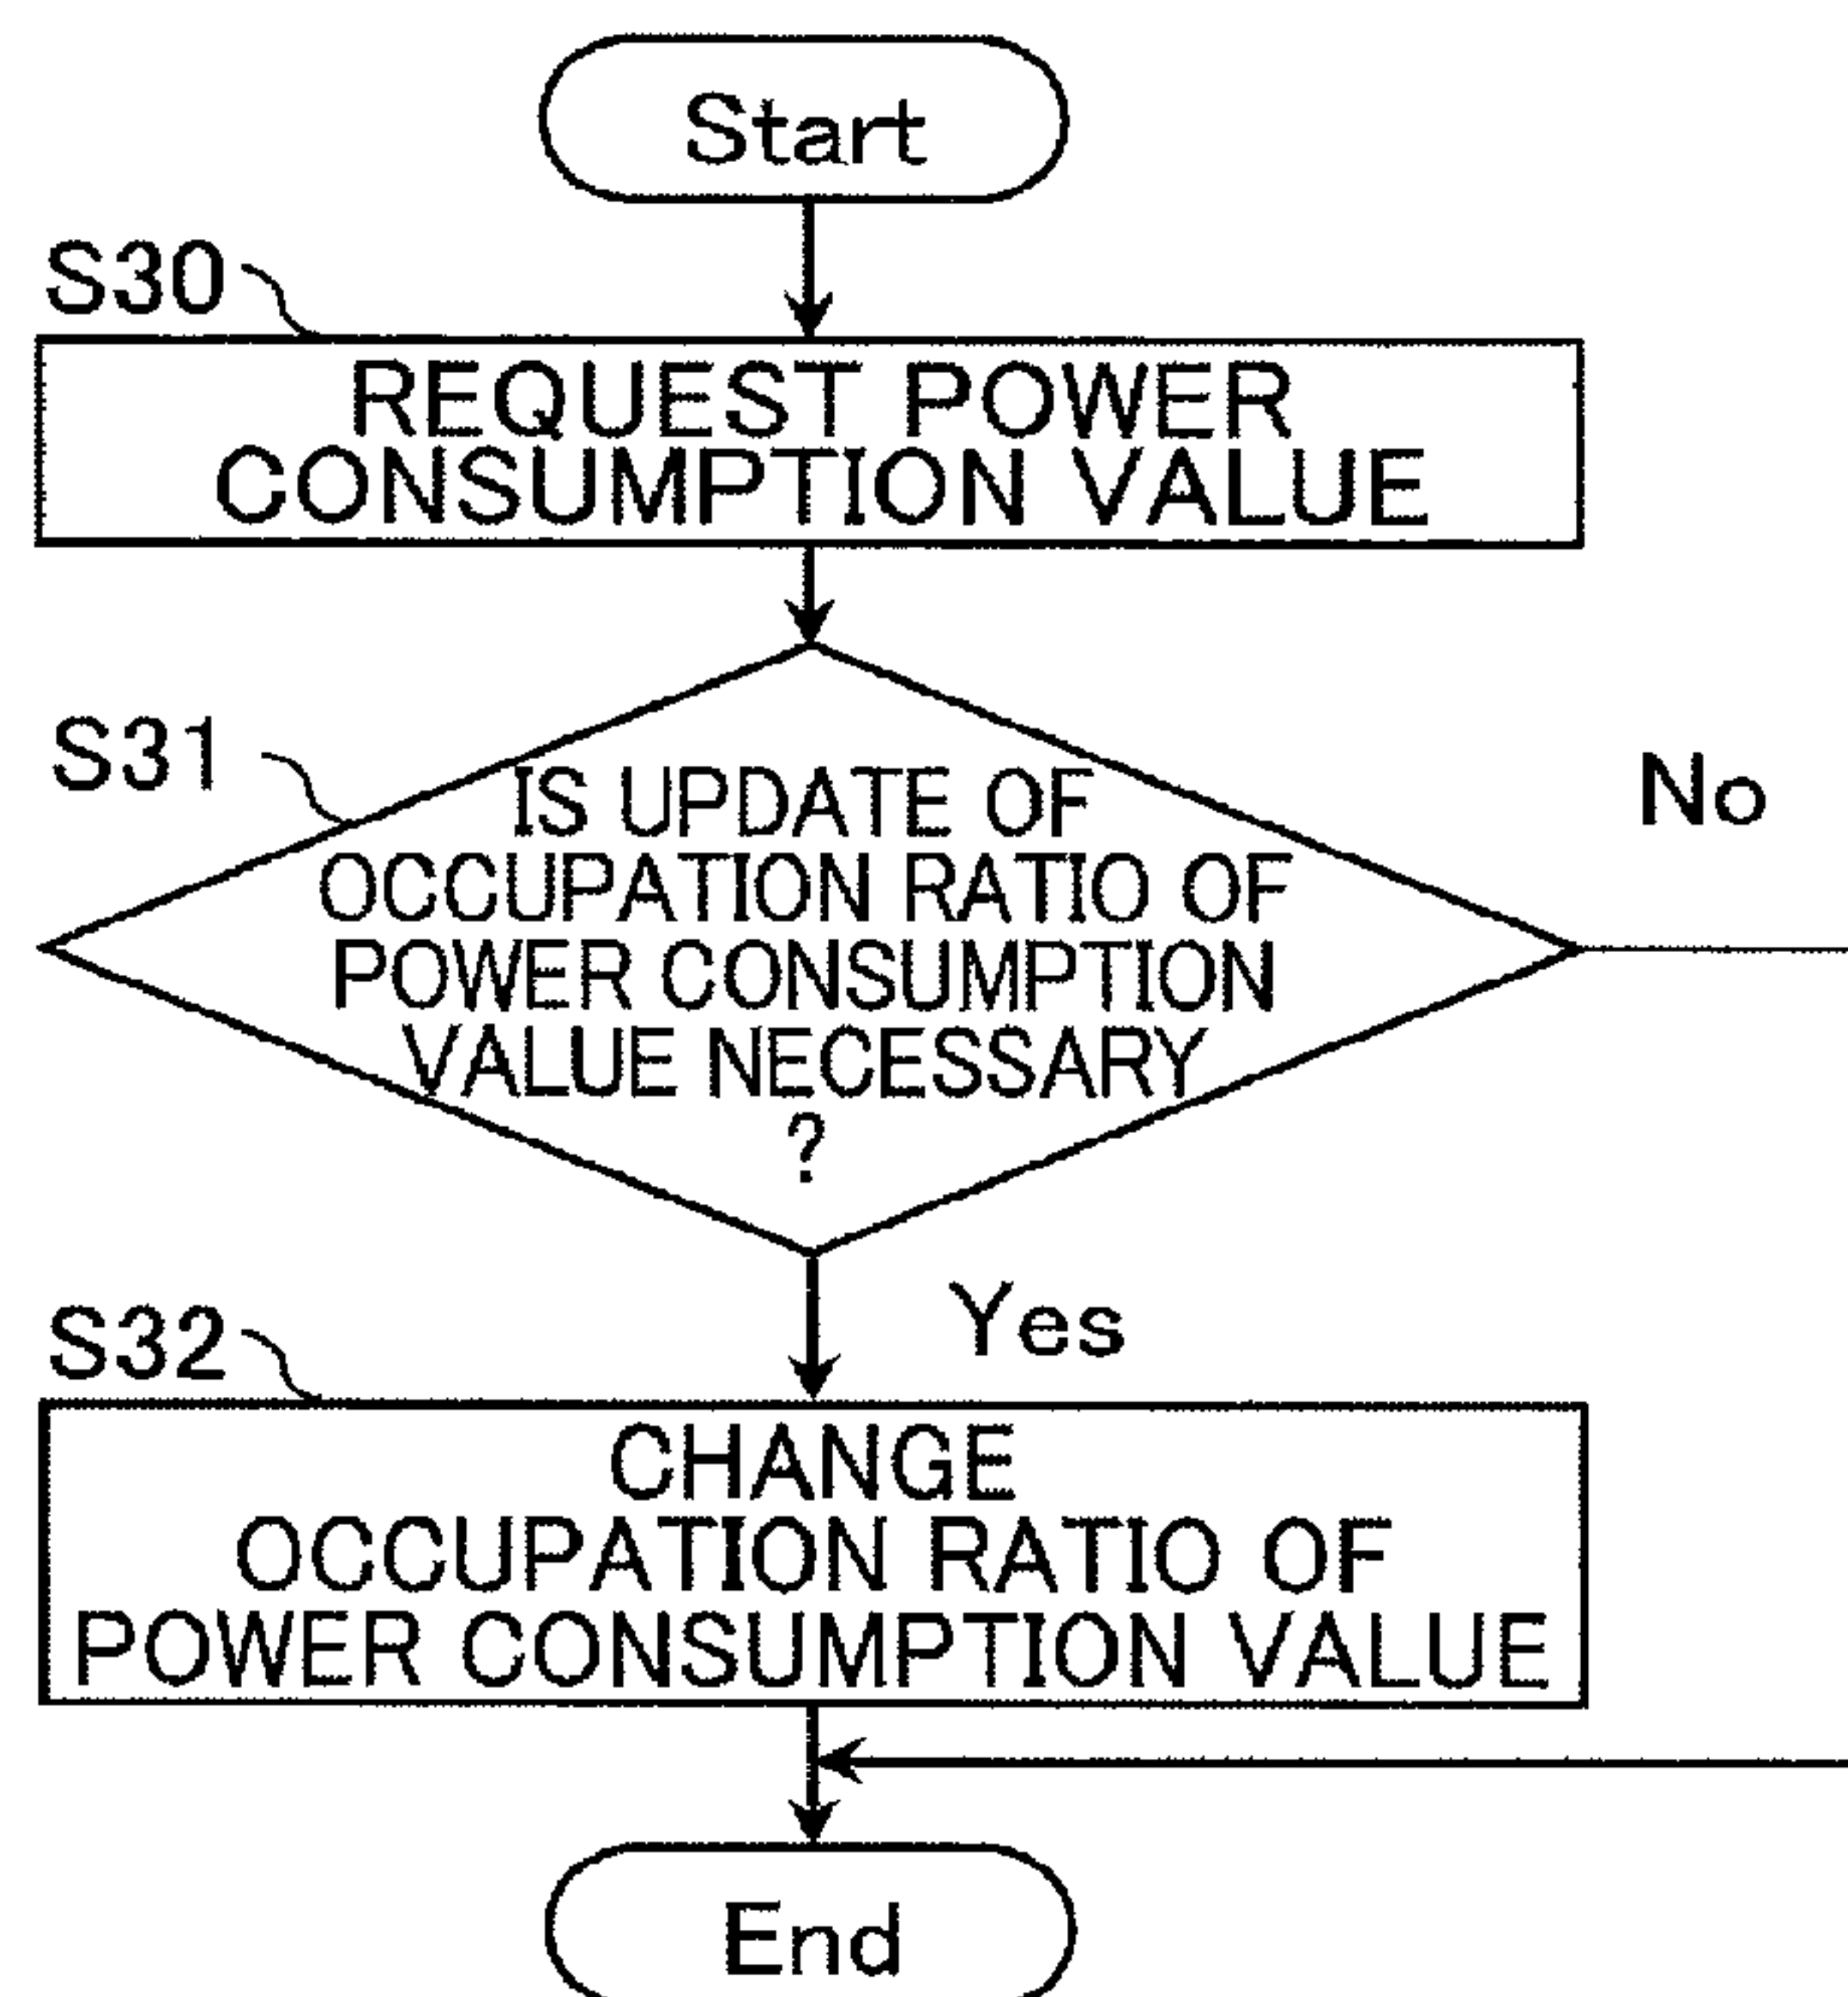 Start
S30
REQUEST POWER
CONSUMPTION VALUE
S31
IS UPDATE OF
OCCUPATION RATIO OF
POWER CONSUMPTION
VALUE NECESSARY
?
No
Yes
S32
CHANGE
OCCUPATION RATIO OF
POWER CONSUMPTION VALUE
End